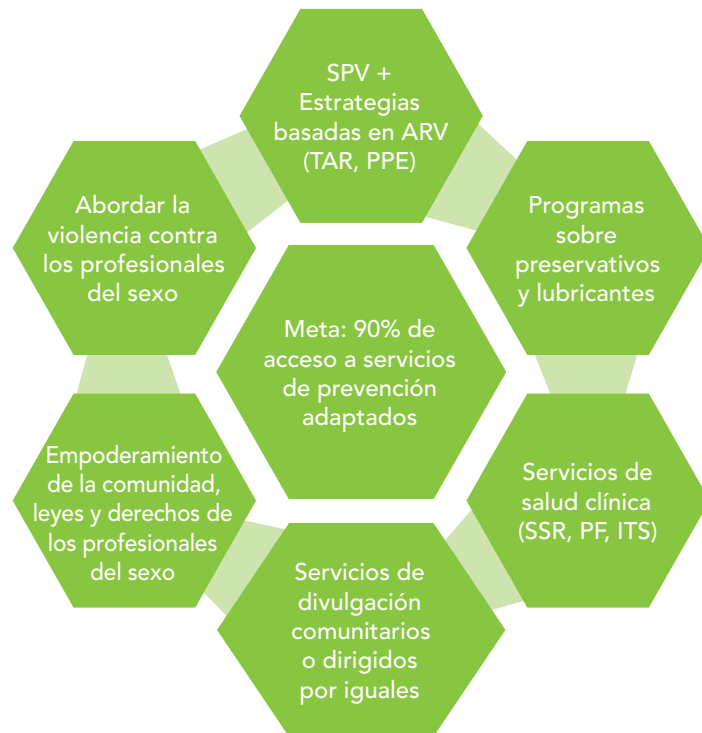 SPV +
Estrategias
basadas en ARV
(TAR, PPE)
Programas
sobre
preservativos
y lubricantes
Servicios de
salud clínica
(SSR, PF, ITS)
Servicios de
divulgación
comunitarios
o dirigidos
por iguales
Empoderamiento
de la comunidad,
leyes y derechos de
los profesionales
del sexo
Abordar la
violencia contra
los profesionales
del sexo
Meta: 90% de
acceso a servicios
de prevención
adaptados